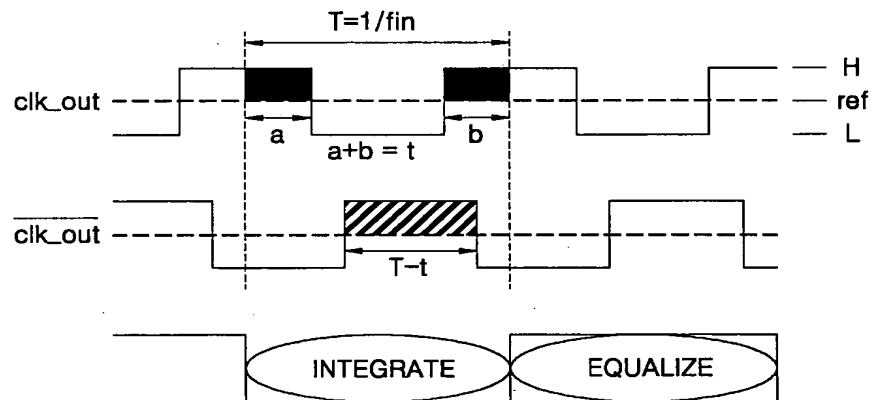 T=1/fin
H
clk_out
ref
a
b
L
a+b = t
clk_out
T-t
INTEGRATE
EQUALIZE